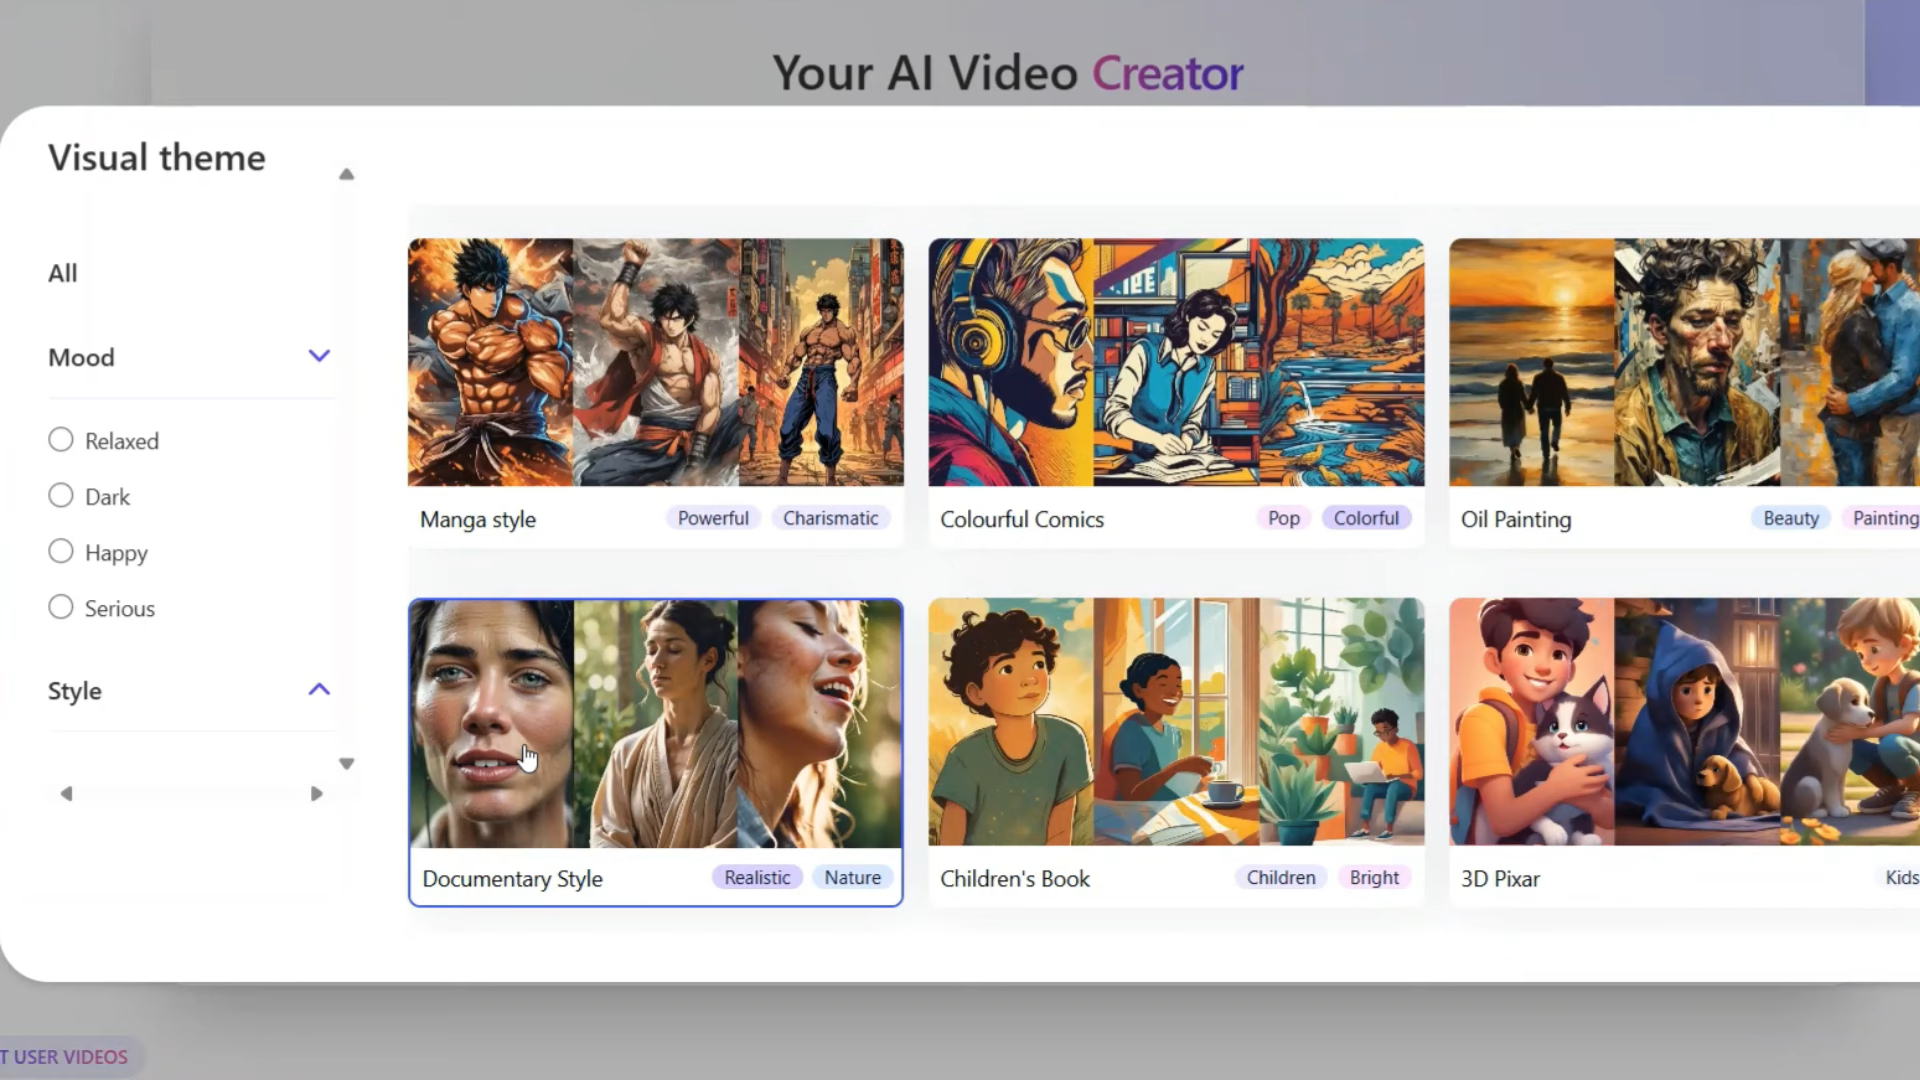 Your AI Video Creator
Visual theme
All
Mood
Relaxed
Dark
Happy
Serious
Style
Manga style
Powerful
Charismatic
Colourful Comics
Pop
Colorful
Oil Painting
Beauty
Painting
Documentary Style
Realistic
Nature
Children's Book
Children
Bright
3D Pixar
Kids
T USER VIDEOS